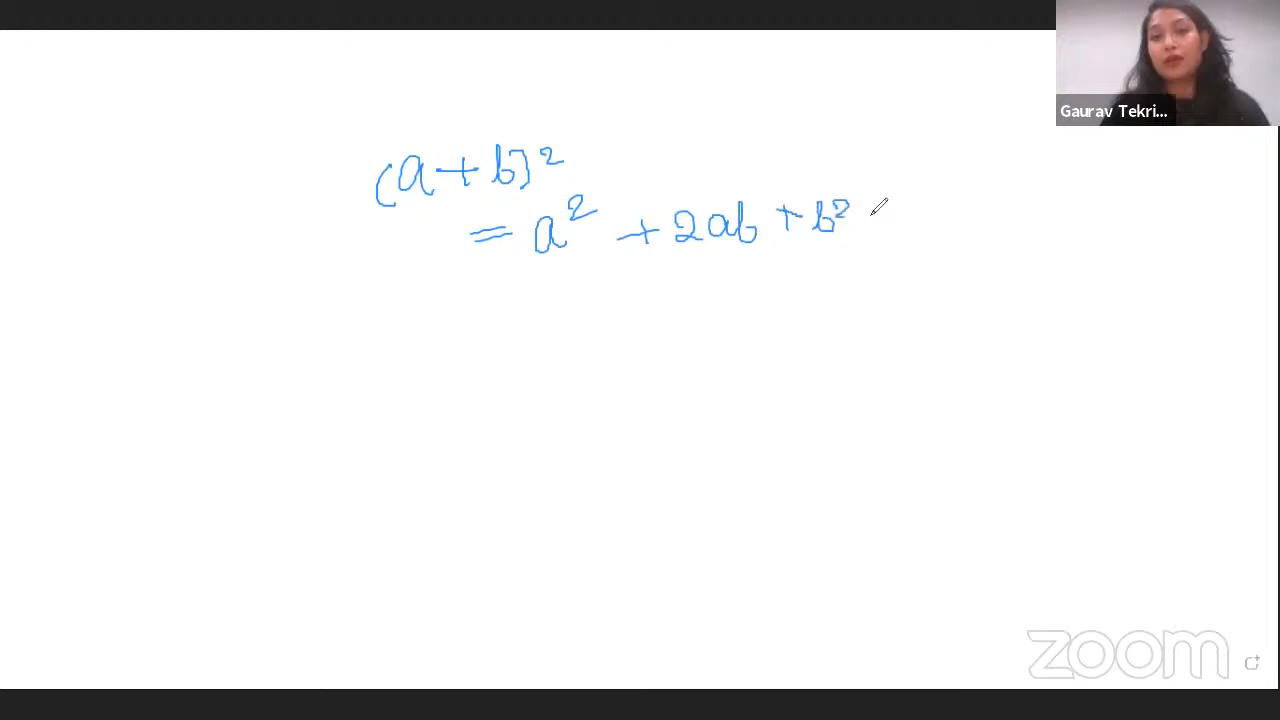 Gaurav Tekri...
(a+b)²
= a² + 2ab + b²
zoom